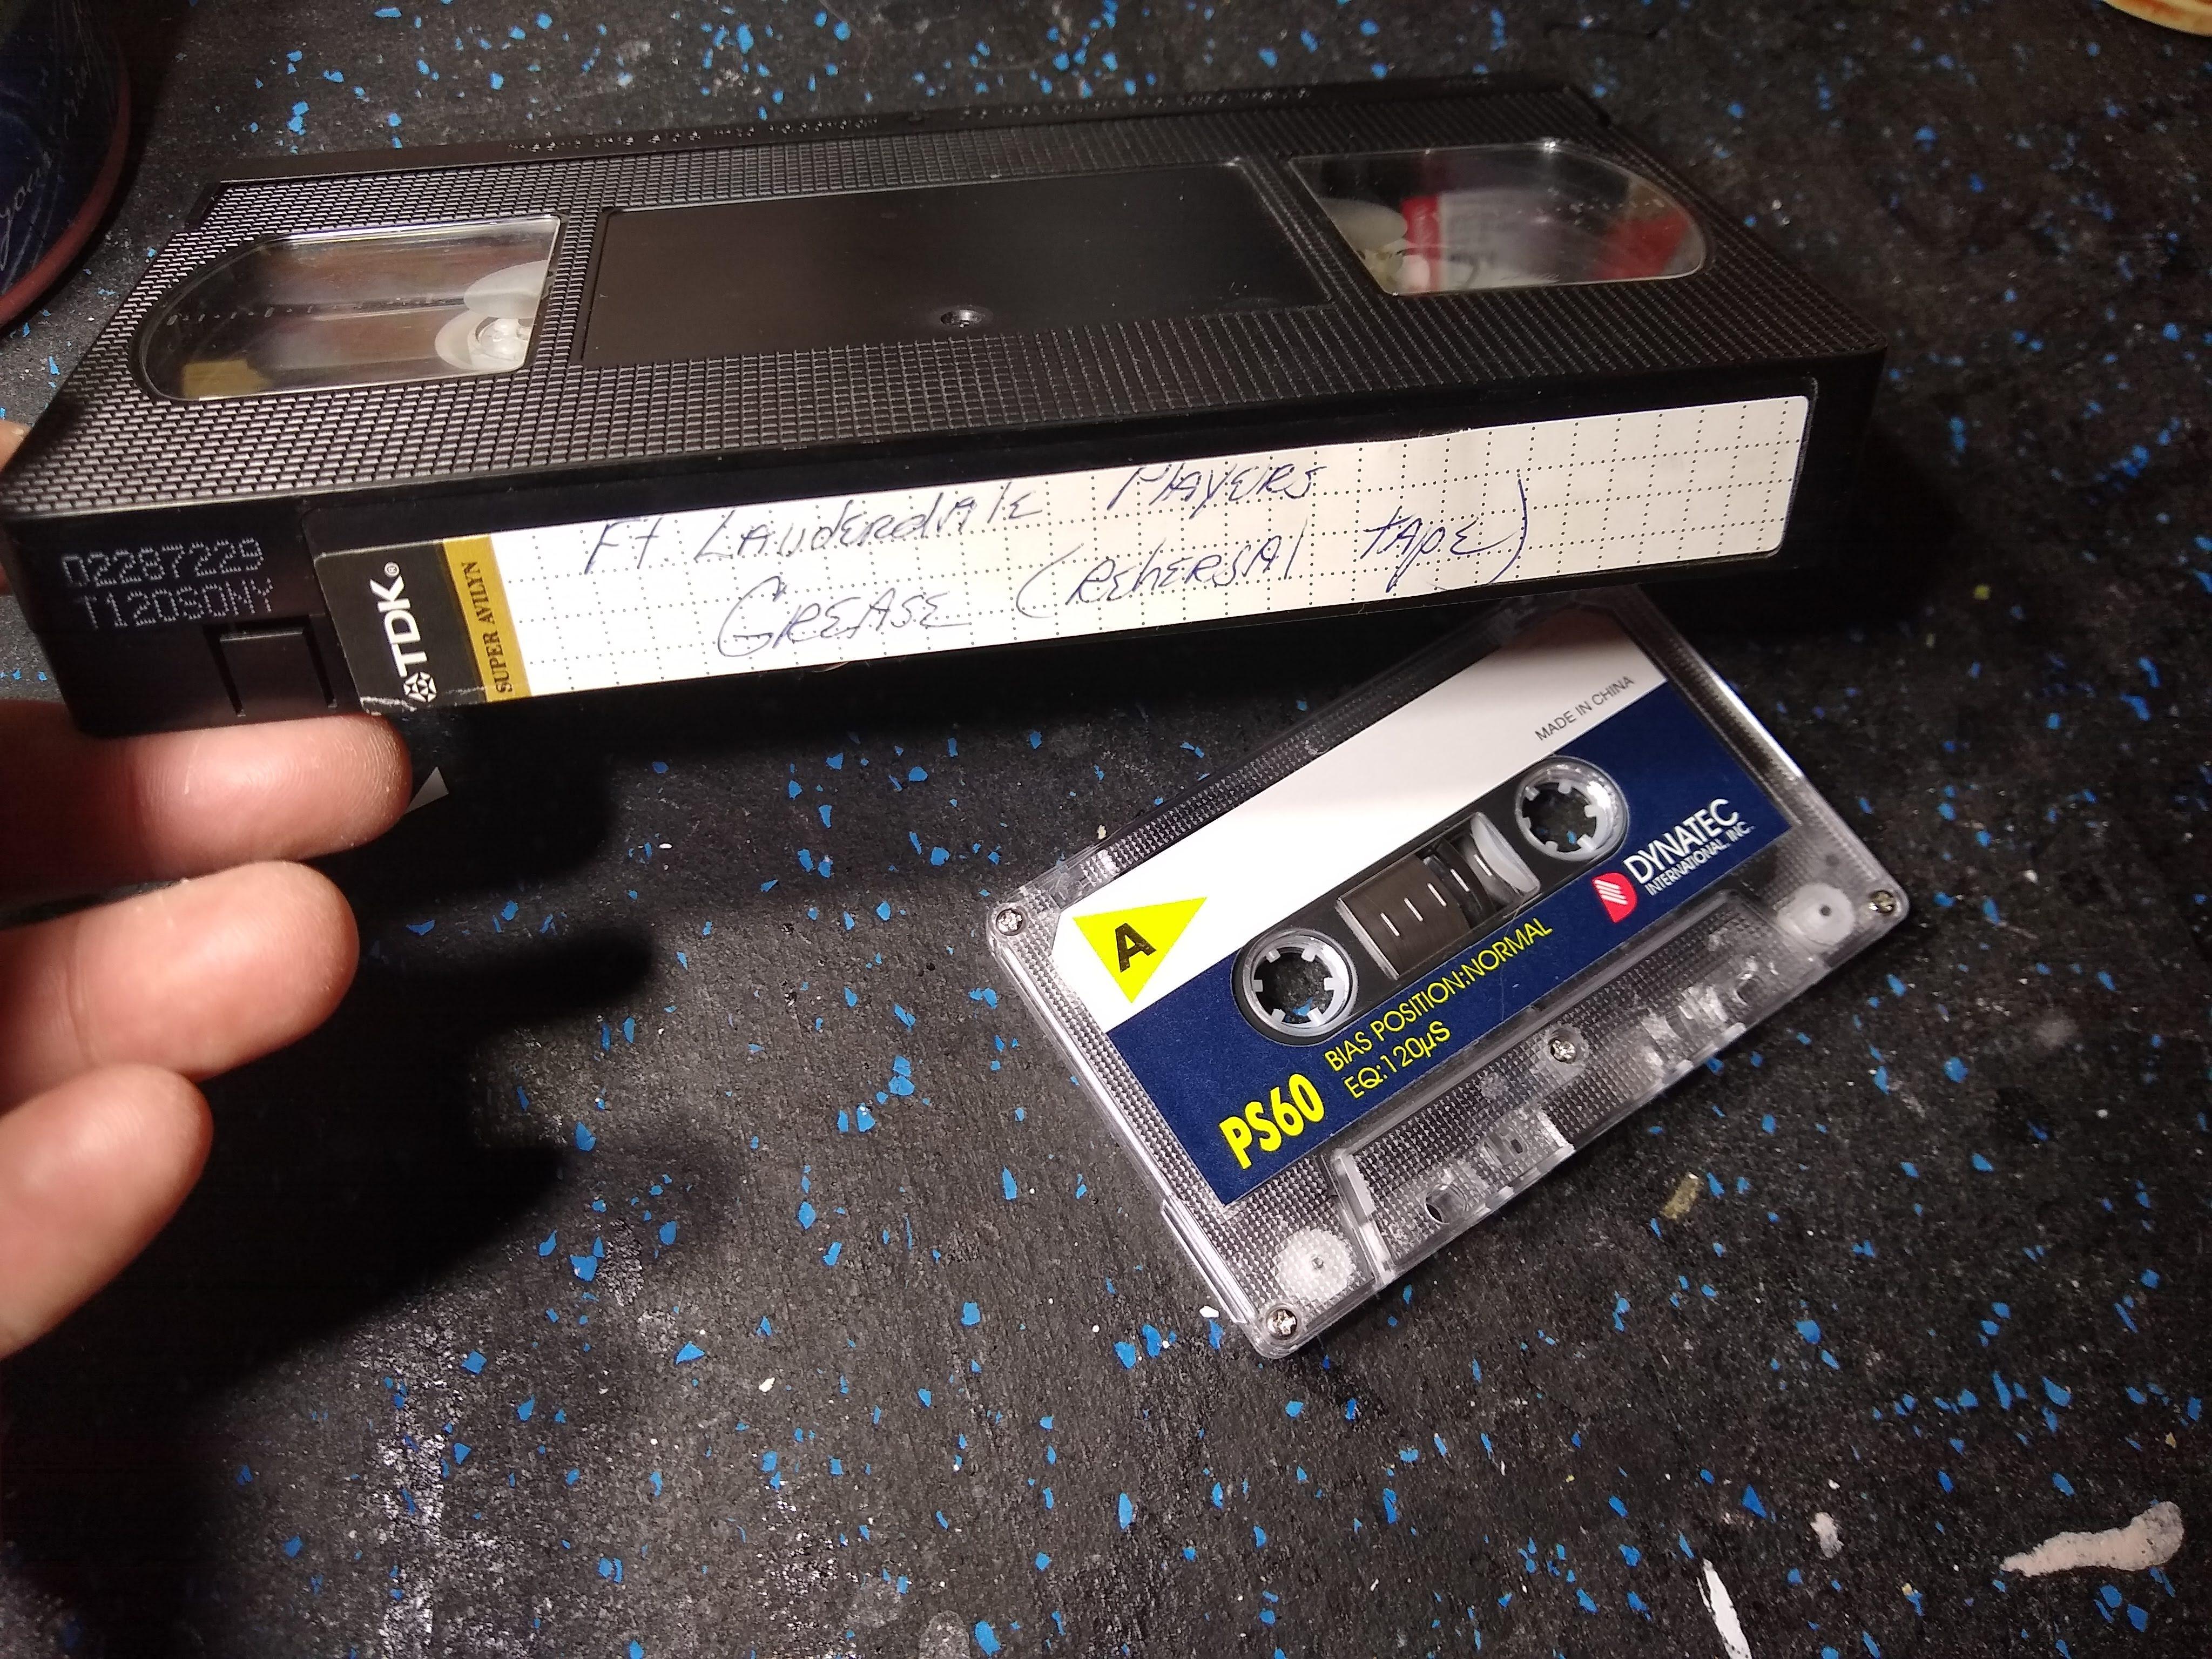 02287229
T120SONY
TDK®
SUPER AVILYN
Ft. Lauderdale Players
Grease (Rehersal tape)
MADE IN CHINA
A
DYNATEC
INTERNATIONAL, INC.
BIAS POSITION:NORMAL
EQ:120µS
PS60
you